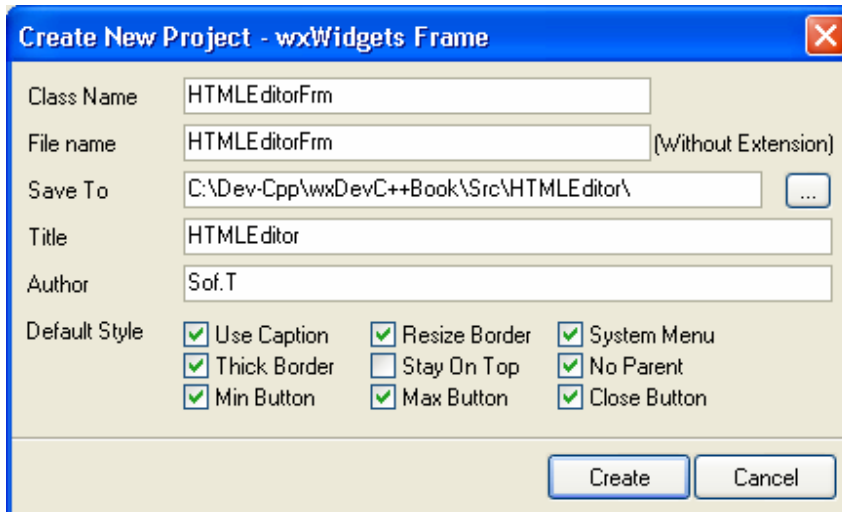 Create New Project - wxWidgets Frame
Class Name HTMLEditorFrm
File name HTMLEditorFrm (Without Extension)
Save To C:\Dev-Cpp\wxDevC++Book\Src\HTMLEditor\ ...
Title HTMLEditor
Author Sof.T
Default Style Use Caption Resize Border System Menu
Thick Border Stay On Top No Parent
Min Button Max Button Close Button
Create Cancel